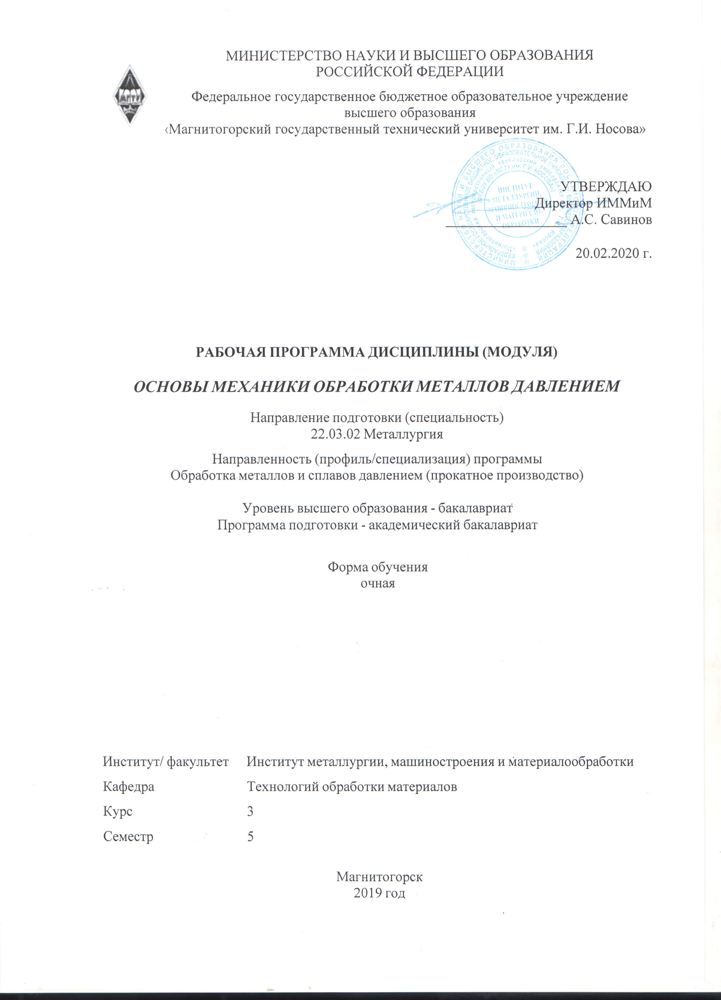 МИНИСТЕРСТВО НАУКИ И ВЫСШЕГО ОБРАЗОВАНИЯ
РОССИЙСКОЙ ФЕДЕРАЦИИ
Федеральное государственное бюджетное образовательное учреждение
высшего образования
«Магнитогорский государственный технический университет им. Г.И. Носова»
ИНСТИТУТ
МЕТАЛЛУРГИИ,
МАШИНОСТРОЕНИЯ
И МАТЕРИАЛО-
ОБРАБОТКИ
УТВЕРЖДАЮ
Директор ИММиМ
А.С. Савинов
20.02.2020 г.
РАБОЧАЯ ПРОГРАММА ДИСЦИПЛИНЫ (МОДУЛЯ)
ОСНОВЫ МЕХАНИКИ ОБРАБОТКИ МЕТАЛЛОВ ДАВЛЕНИЕМ
Направление подготовки (специальность)
22.03.02 Металлургия
Направленность (профиль/специализация) программы
Обработка металлов и сплавов давлением (прокатное производство)
Уровень высшего образования - бакалавриат
Программа подготовки - академический бакалавриат
Форма обучения
очная
Институт/ факультет Институт металлургии, машиностроения и материалообработки
Кафедра Технологий обработки материалов
Курс 3
Семестр 5
Магнитогорск
2019 год